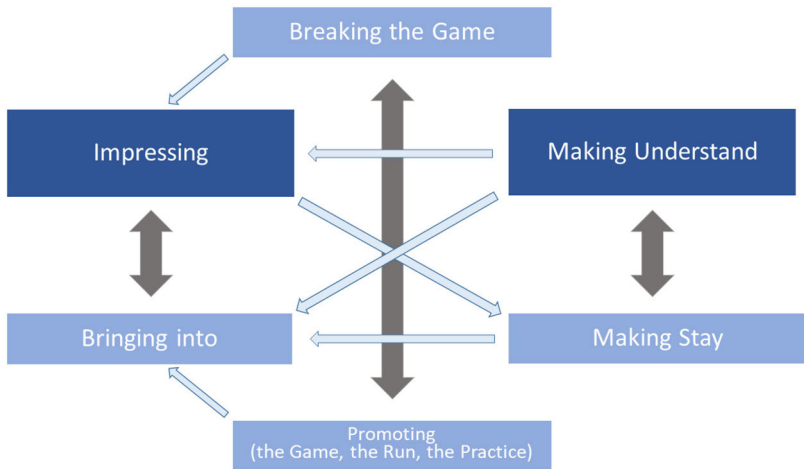 Breaking the Game
Impressing
Making Understand
Bringing into
Making Stay
Promoting
(the Game, the Run, the Practice)